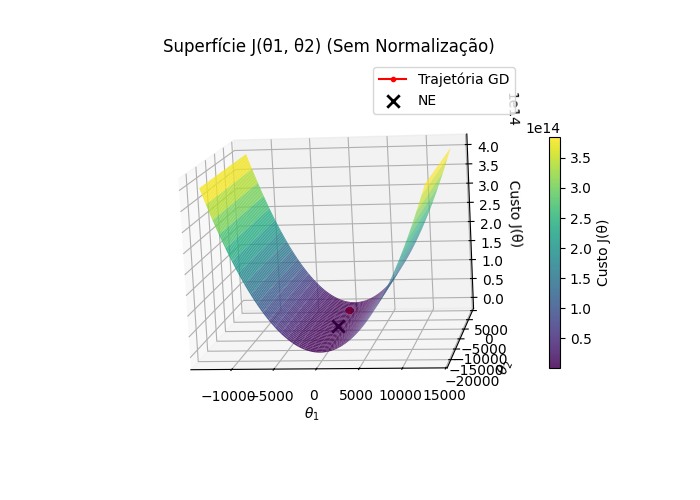 Superfície J(θ1, θ2) (Sem Normalização)
Trajetória GD
NE
1e14
1e14
4.0
3.5
3.0
2.5
2.0
1.5
1.0
0.5
0.0
Custo J(θ)
3.5
3.0
2.5
2.0
1.5
1.0
0.5
Custo J(θ)
5000
0
−5000
−10000
−15000
−20000
θ2
−10000 −5000 0 5000 10000 15000
θ1